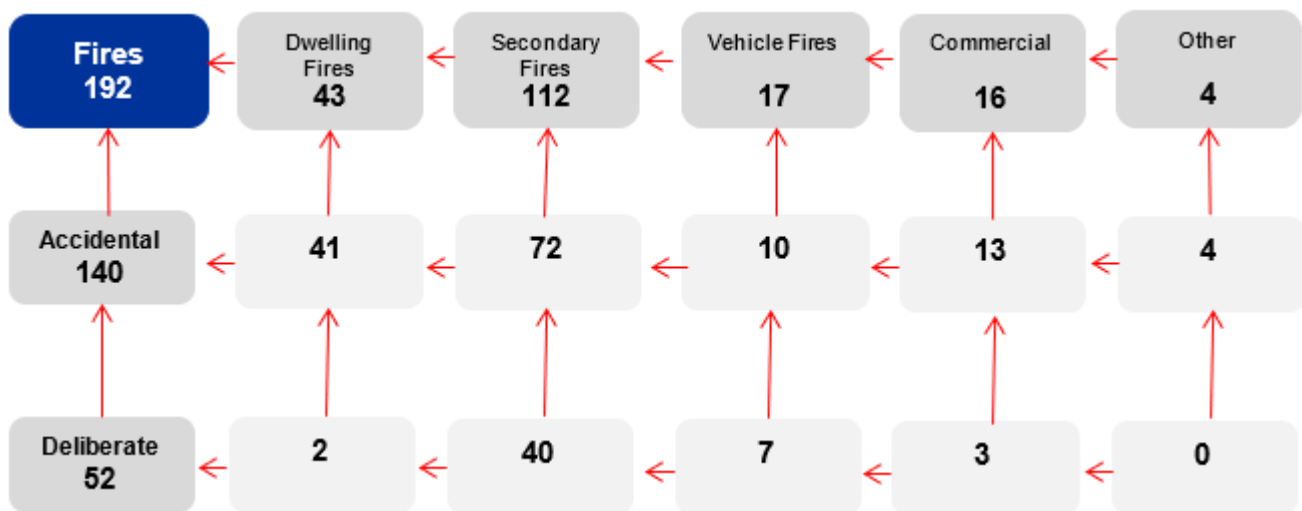 Fires
192
Dwelling
Fires
43
Secondary
Fires
112
Vehicle Fires
17
Commercial
16
Other
4
Accidental
140
41
72
10
13
4
Deliberate
52
2
40
7
3
0